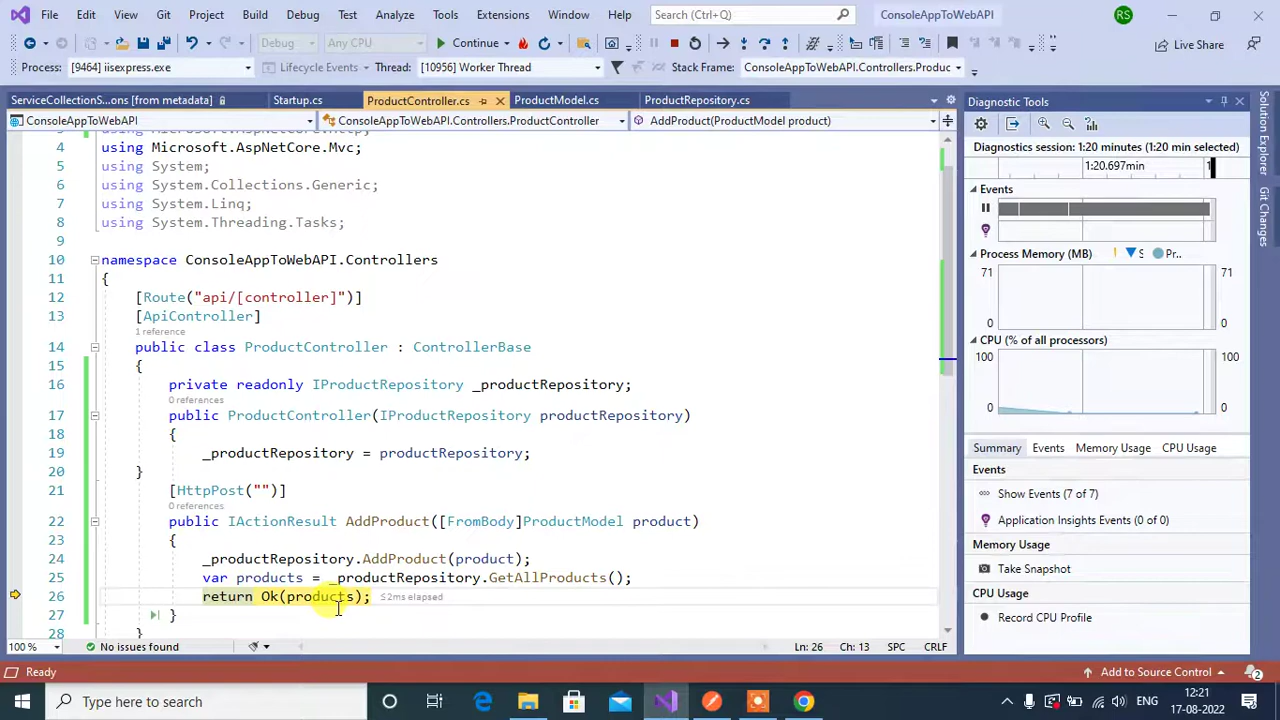 File Edit View Git Project Build Debug Test Analyze Tools Extensions Window Help Search (Ctrl+Q) ConsoleAppToWebAPI RS
Debug Any CPU Continue Live Share
Process: [9464] iisexpress.exe Lifecycle Events Thread: [10956] Worker Thread Stack Frame: ConsoleAppToWebAPI.Controllers.Produc
ServiceCollectionS...ons [from metadata] Startup.cs ProductController.cs ProductModel.cs ProductRepository.cs
ConsoleAppToWebAPI ConsoleAppToWebAPI.Controllers.ProductController AddProduct(ProductModel product)
3 using Microsoft.AspNetCore.Http;
4 using Microsoft.AspNetCore.Mvc;
5 using System;
6 using System.Collections.Generic;
7 using System.Linq;
8 using System.Threading.Tasks;
9
10 namespace ConsoleAppToWebAPI.Controllers
11 {
12 [Route("api/[controller]")]
13 [ApiController]
1 reference
14 public class ProductController : ControllerBase
15 {
16 private readonly IProductRepository _productRepository;
0 references
17 public ProductController(IProductRepository productRepository)
18 {
19 _productRepository = productRepository;
20 }
21 [HttpPost("")]
0 references
22 public IActionResult AddProduct([FromBody]ProductModel product)
23 {
24 _productRepository.AddProduct(product);
25 var products = _productRepository.GetAllProducts();
26 return Ok(products); ≤2ms elapsed
27 }
28 }
100 % No issues found Ln: 26 Ch: 13 SPC CRLF
Diagnostic Tools
Diagnostics session: 1:20 minutes (1:20 min selected)
1:20.697min 1
Events
Process Memory (MB) S Pr..
71 71
0 0
CPU (% of all processors)
100 100
0 0
Summary Events Memory Usage CPU Usage
Events
Show Events (7 of 7)
Application Insights Events (0 of 0)
Memory Usage
Take Snapshot
CPU Usage
Record CPU Profile
Solution Explorer
Git Changes
Ready Add to Source Control 2
Type here to search ENG 12:21
17-08-2022